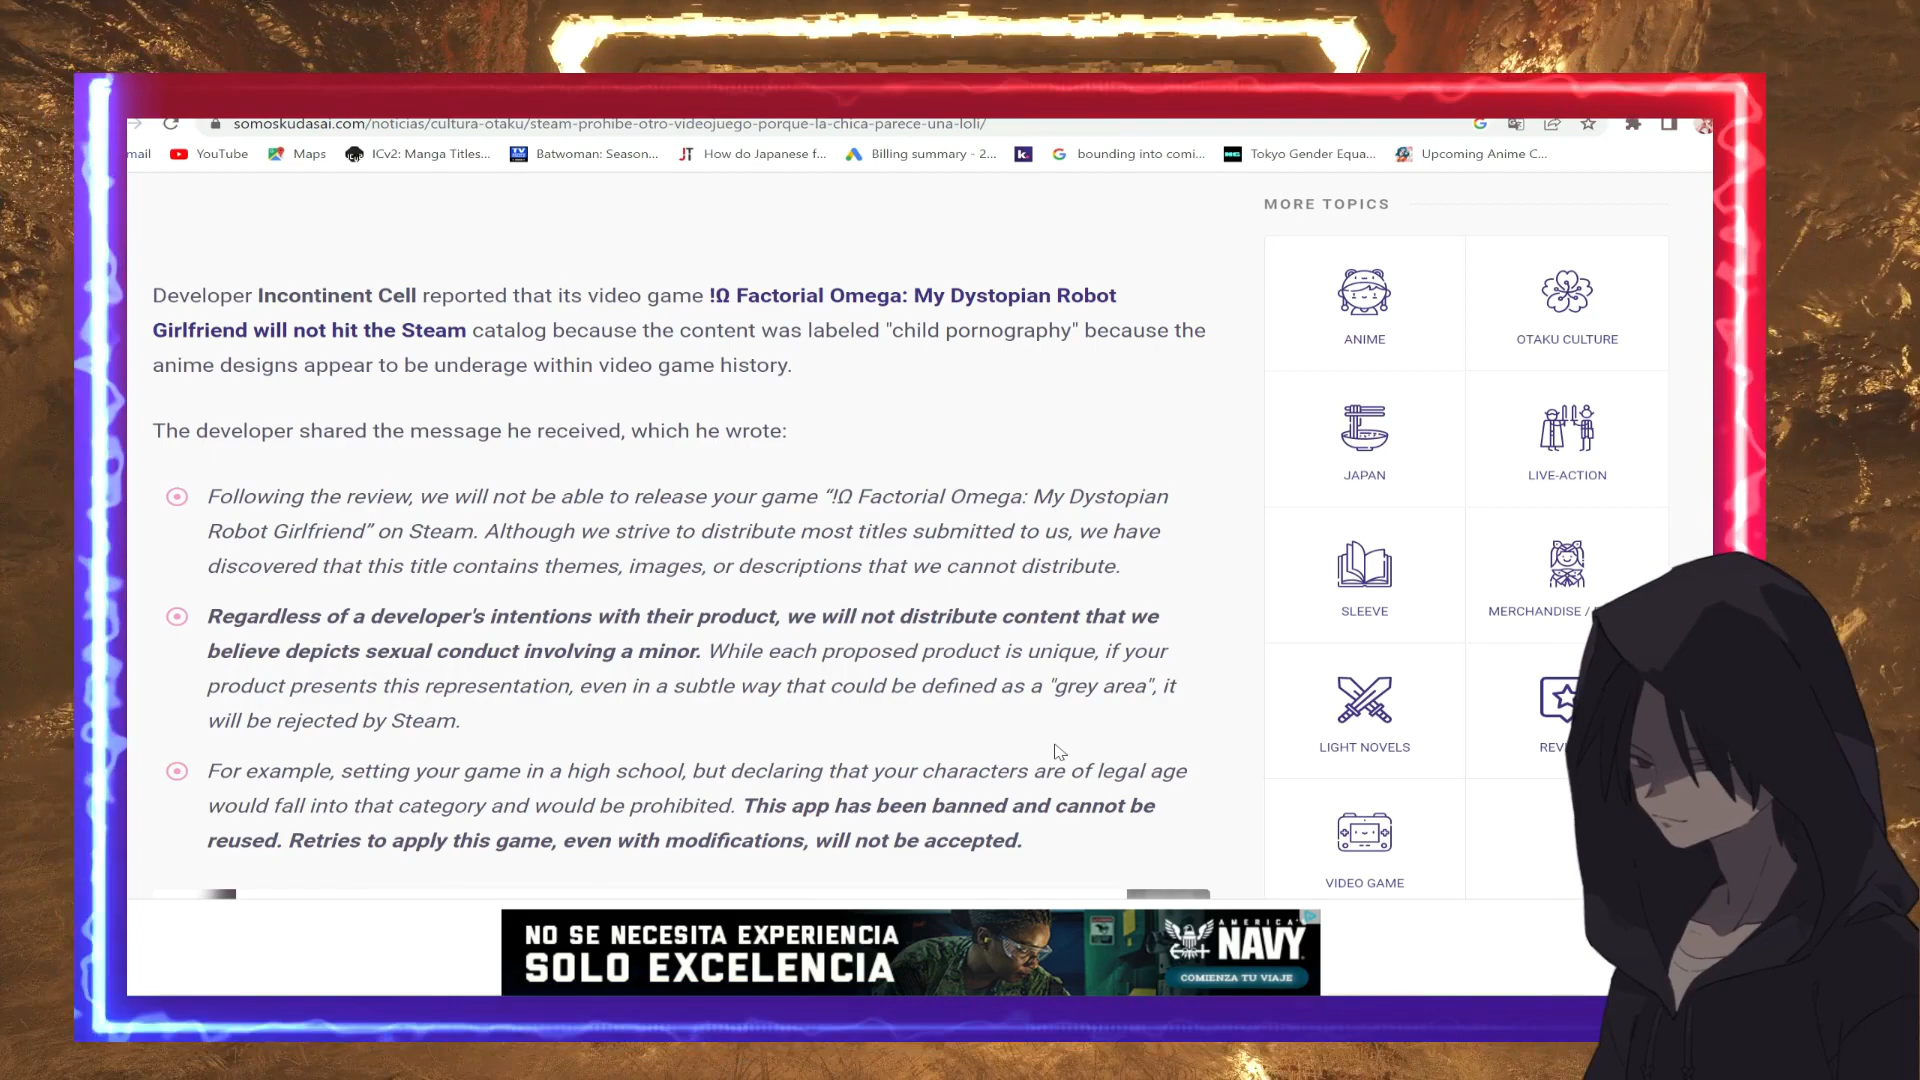 somoskudasai.com/noticias/cultura-otaku/steam-prohibe-otro-videojuego-porque-la-chica-parece-una-loli/
mail YouTube Maps ICv2: Manga Titles... Batwoman: Season... How do Japanese f... Billing summary - 2... bounding into comi... Tokyo Gender Equa... Upcoming Anime C...
MORE TOPICS
Developer Incontinent Cell reported that its video game !Ω Factorial Omega: My Dystopian Robot
Girlfriend will not hit the Steam catalog because the content was labeled "child pornography" because the
anime designs appear to be underage within video game history.
The developer shared the message he received, which he wrote:
Following the review, we will not be able to release your game “!Ω Factorial Omega: My Dystopian
Robot Girlfriend” on Steam. Although we strive to distribute most titles submitted to us, we have
discovered that this title contains themes, images, or descriptions that we cannot distribute.
Regardless of a developer's intentions with their product, we will not distribute content that we
believe depicts sexual conduct involving a minor. While each proposed product is unique, if your
product presents this representation, even in a subtle way that could be defined as a "grey area", it
will be rejected by Steam.
For example, setting your game in a high school, but declaring that your characters are of legal age
would fall into that category and would be prohibited. This app has been banned and cannot be
reused. Retries to apply this game, even with modifications, will not be accepted.
ANIME
OTAKU CULTURE
JAPAN
LIVE-ACTION
SLEEVE
MERCHANDISE /
LIGHT NOVELS
REVI
VIDEO GAME
NO SE NECESITA EXPERIENCIA
SOLO EXCELENCIA
AMERICA'S
NAVY
COMIENZA TU VIAJE